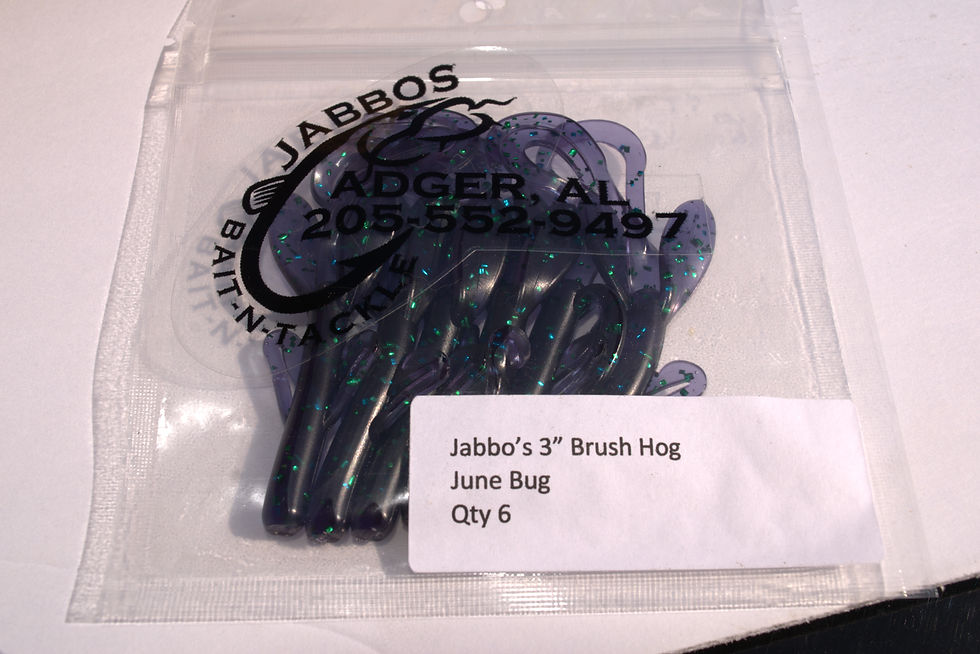 JABBOS
ADGER, AL
205-552-9497
BAIT-N-TACKLE
Jabbo’s 3” Brush Hog
June Bug
Qty 6